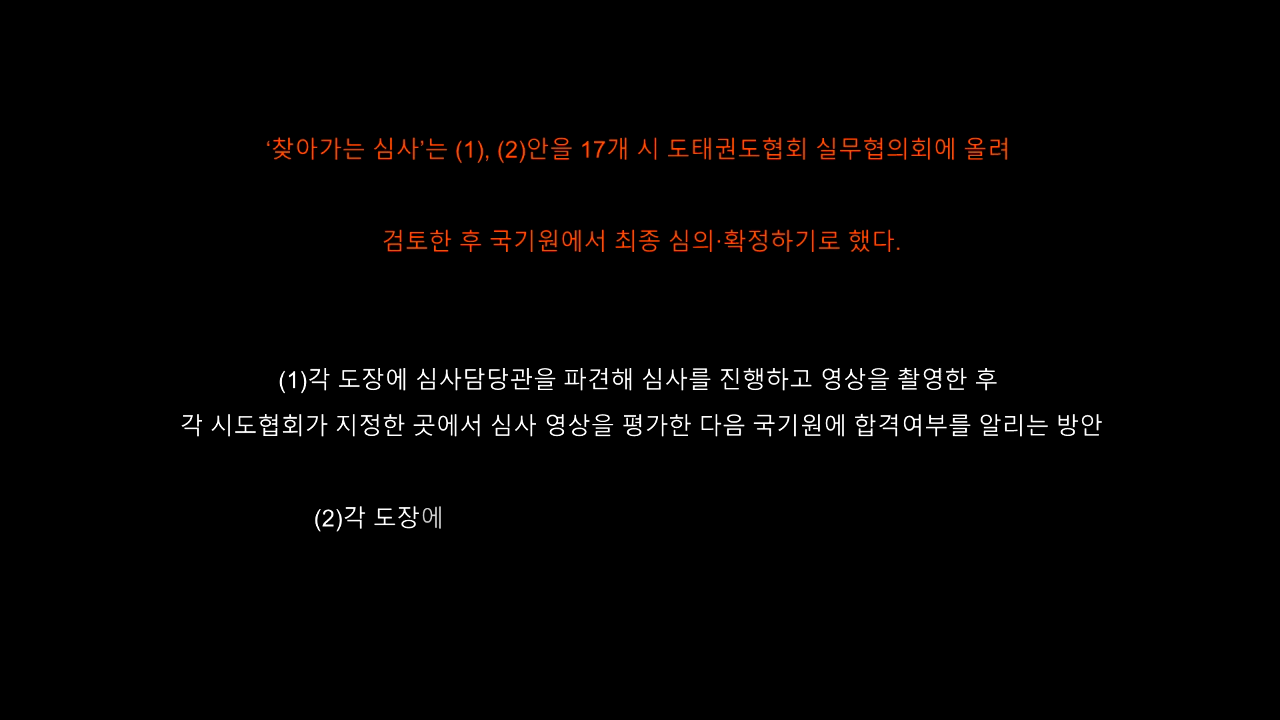 ‘찾아가는 심사’는 (1), (2)안을 17개 시 도태권도협회 실무협의회에 올려
검토한 후 국기원에서 최종 심의·확정하기로 했다.
(1)각 도장에 심사담당관을 파견해 심사를 진행하고 영상을 촬영한 후
각 시도협회가 지정한 곳에서 심사 영상을 평가한 다음 국기원에 합격여부를 알리는 방안
(2)각 도장에